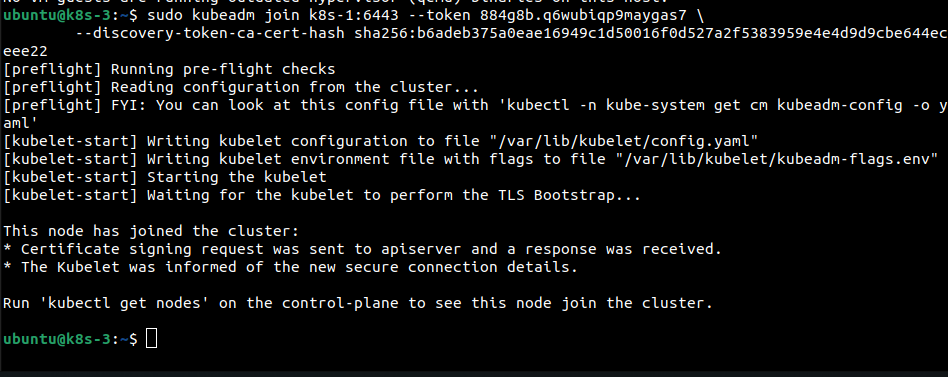 ubuntu@k8s-3:~$ sudo kubeadm join k8s-1:6443 --token 884g8b.q6wubiqp9maygas7 \
        --discovery-token-ca-cert-hash sha256:b6adeb375a0eae16949c1d50016f0d527a2f5383959e4e4d9d9cbe644ec
eee22
[preflight] Running pre-flight checks
[preflight] Reading configuration from the cluster...
[preflight] FYI: You can look at this config file with 'kubectl -n kube-system get cm kubeadm-config -o y
aml'
[kubelet-start] Writing kubelet configuration to file "/var/lib/kubelet/config.yaml"
[kubelet-start] Writing kubelet environment file with flags to file "/var/lib/kubelet/kubeadm-flags.env"
[kubelet-start] Starting the kubelet
[kubelet-start] Waiting for the kubelet to perform the TLS Bootstrap...

This node has joined the cluster:
* Certificate signing request was sent to apiserver and a response was received.
* The Kubelet was informed of the new secure connection details.

Run 'kubectl get nodes' on the control-plane to see this node join the cluster.

ubuntu@k8s-3:~$